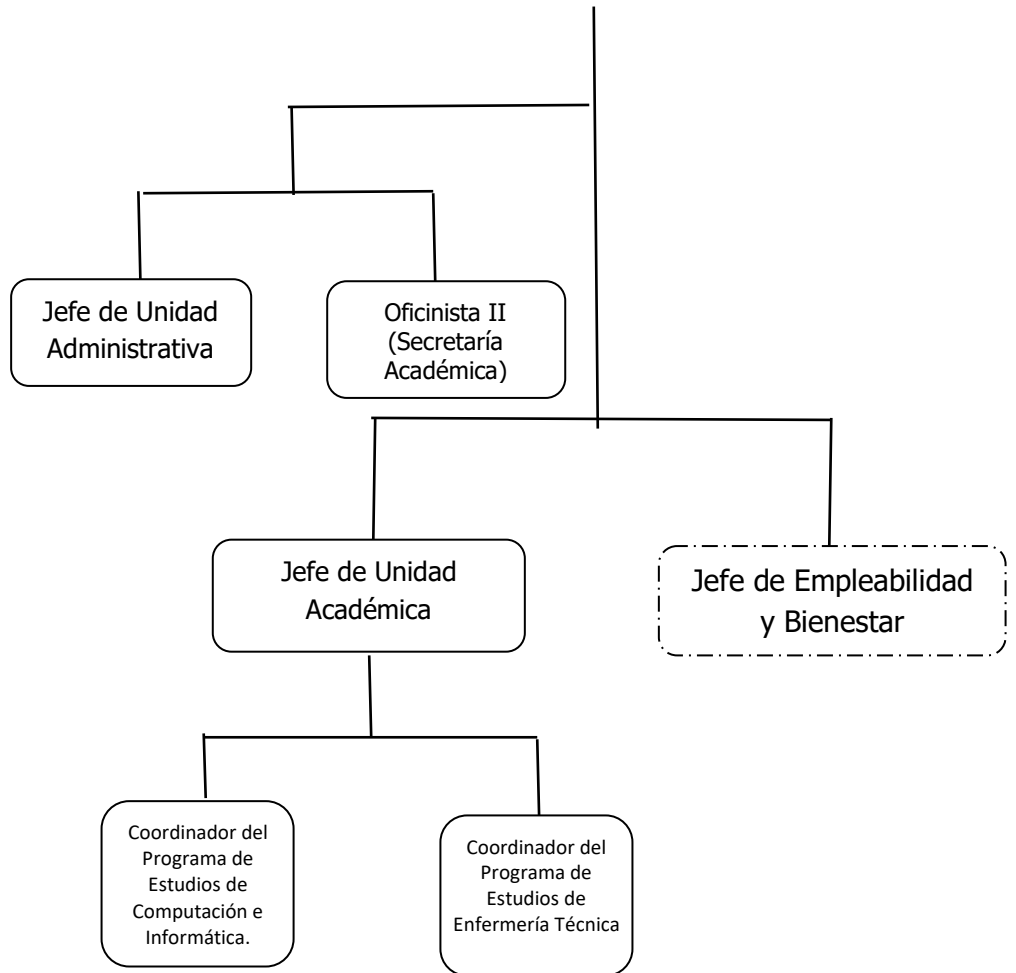 Jefe de Unidad
Administrativa
Oficinista II
(Secretaría
Académica)
Jefe de Unidad
Académica
Jefe de Empleabilidad
y Bienestar
Coordinador del
Programa de
Estudios de
Computación e
Informática.
Coordinador del
Programa de
Estudios de
Enfermería Técnica